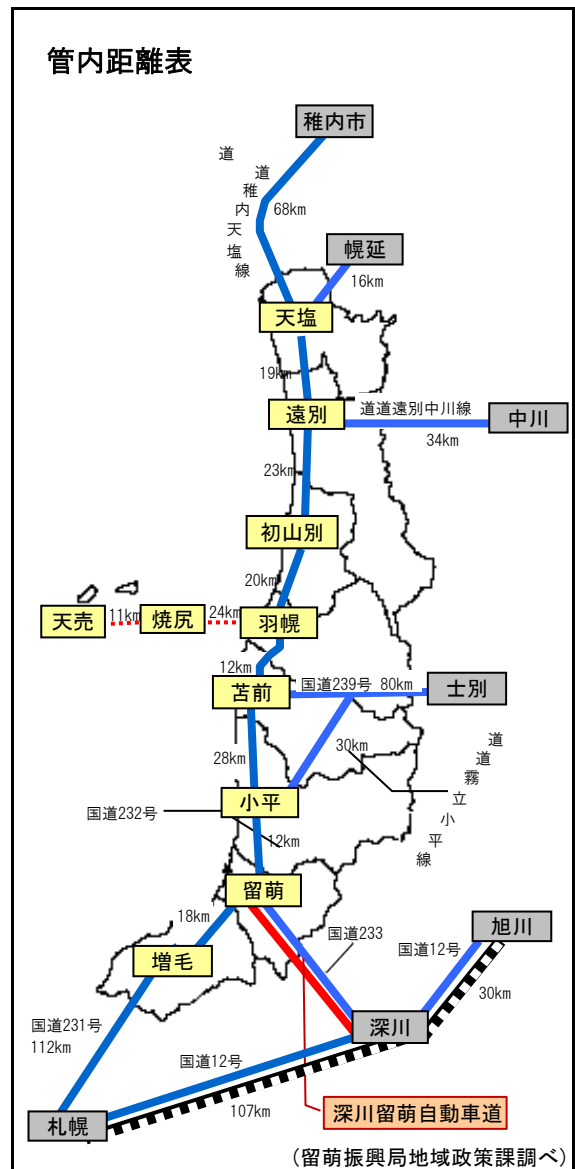 管内距離表
稚内市
道道稚内天塩線
68km
幌延
16km
天塩
19km
遠別
道道遠別中川線
34km
中川
23km
初山別
20km
天売
11km
焼尻
24km
羽幌
12km
国道239号 80km
苫前
士別
28km
30km
道道霧立小平線
小平
国道232号
12km
留萌
18km
国道233
旭川
国道12号
増毛
30km
深川
国道231号
112km
国道12号
107km
深川留萌自動車道
札幌
(留萌振興局地域政策課調べ)